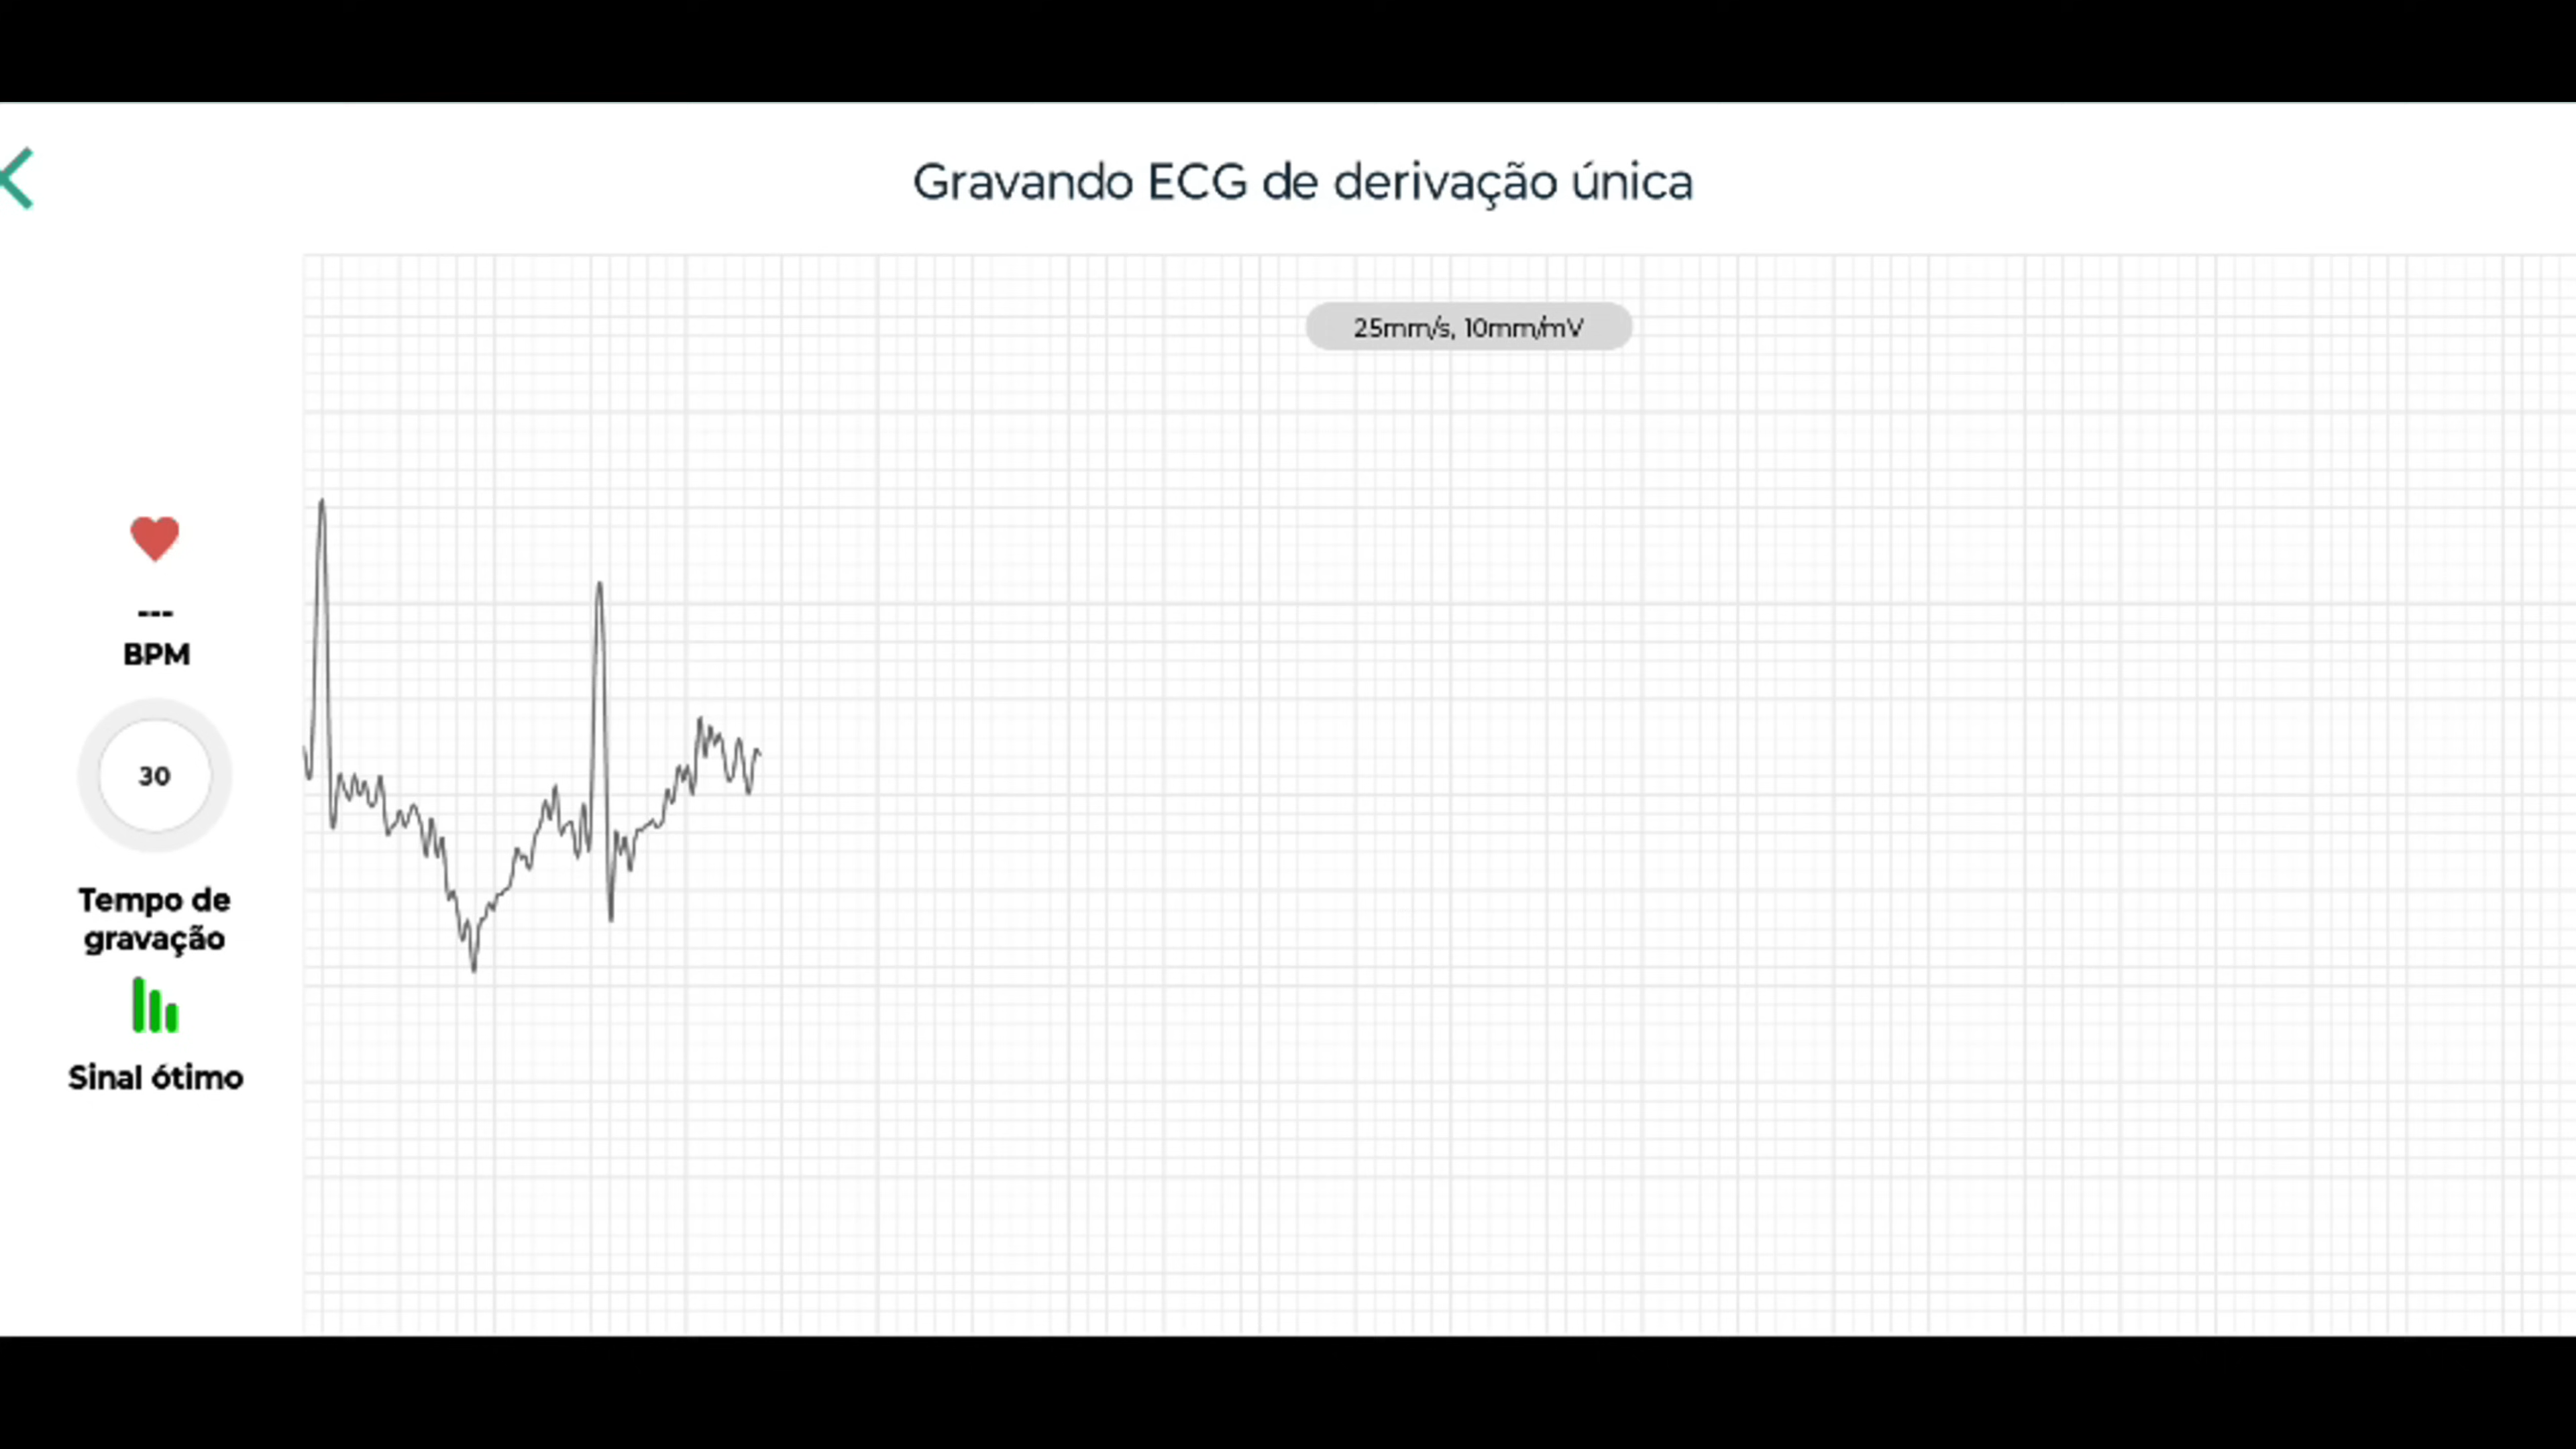 Gravando ECG de derivação única
25mm/s, 10mm/mV
---
BPM
30
Tempo de
gravação
Sinal ótimo